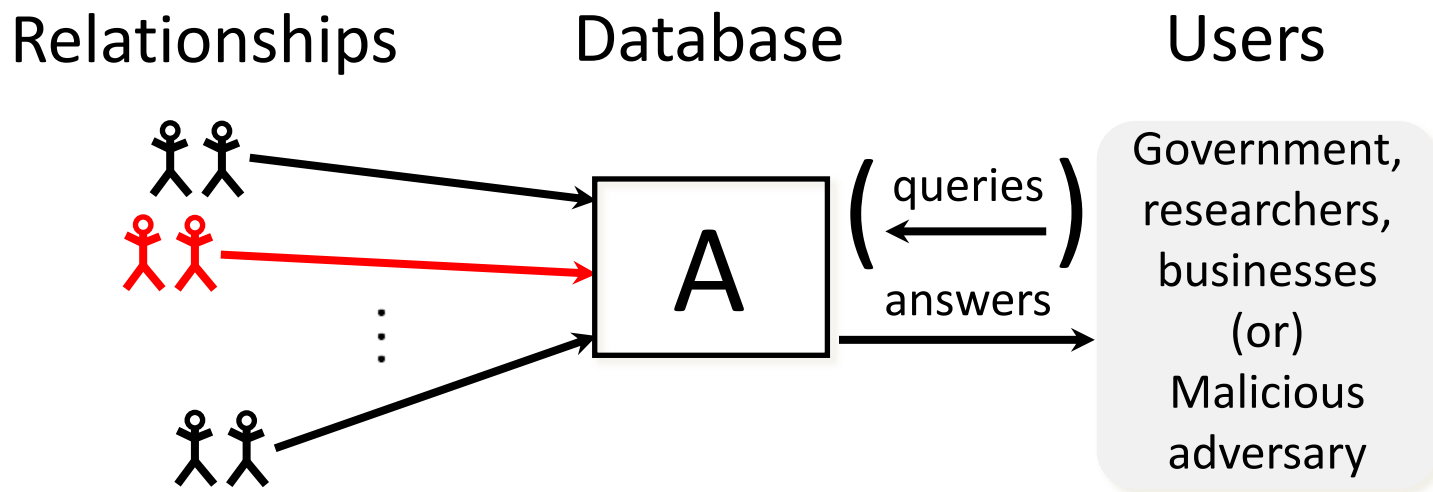 Relationships Database Users
A
( queries )
answers
Government,
researchers,
businesses
(or)
Malicious
adversary